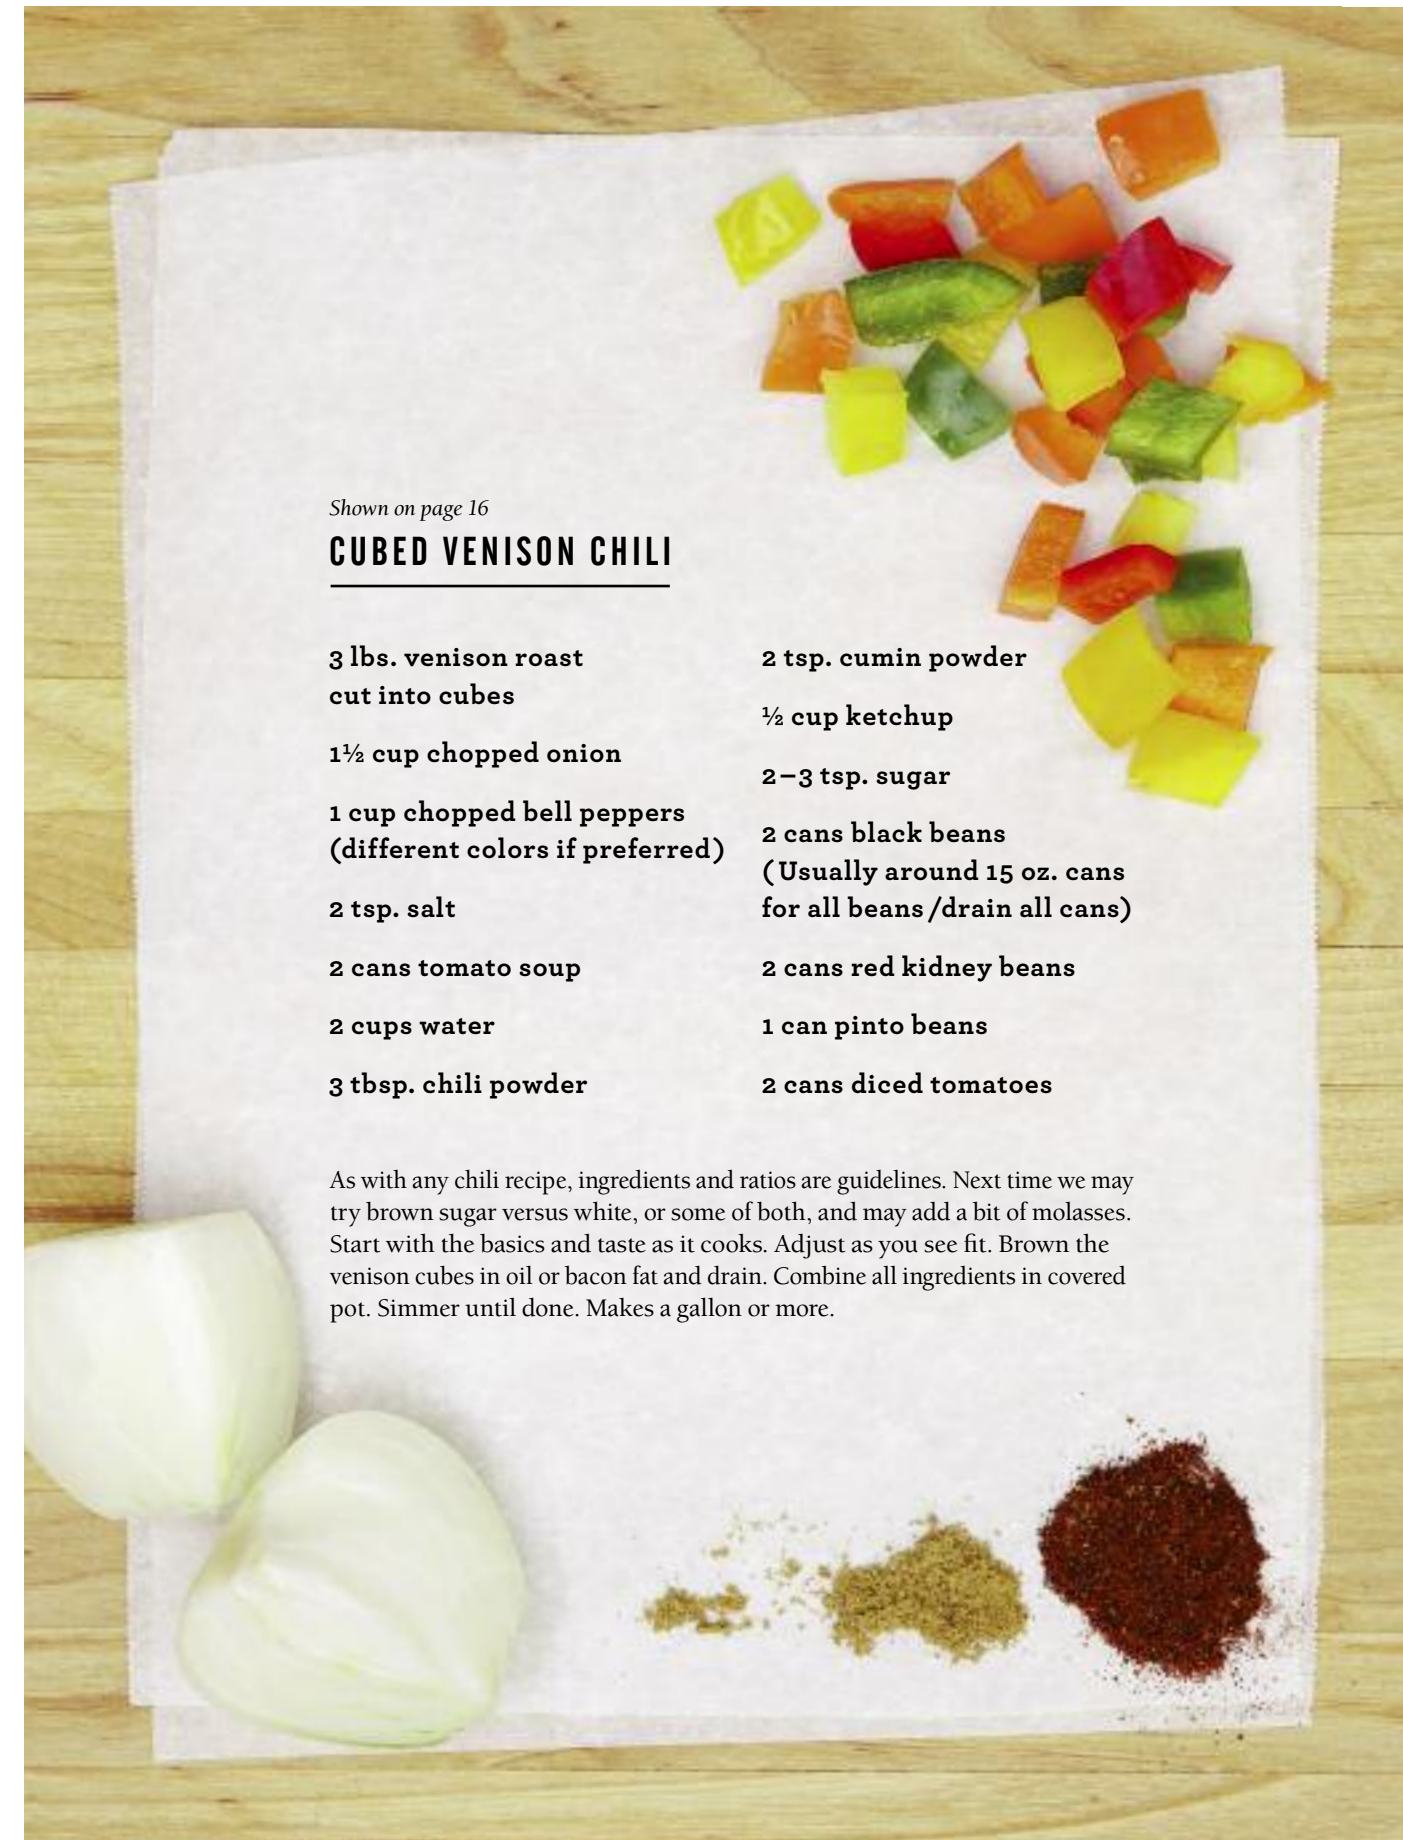 Shown on page 16
CUBED VENISON CHILI
3 lbs. venison roast
cut into cubes
1½ cup chopped onion
1 cup chopped bell peppers
(different colors if preferred)
2 tsp. salt
2 cans tomato soup
2 cups water
3 tbsp. chili powder
2 tsp. cumin powder
½ cup ketchup
2–3 tsp. sugar
2 cans black beans
(Usually around 15 oz. cans
for all beans/drain all cans)
2 cans red kidney beans
1 can pinto beans
2 cans diced tomatoes
As with any chili recipe, ingredients and ratios are guidelines. Next time we may
try brown sugar versus white, or some of both, and may add a bit of molasses.
Start with the basics and taste as it cooks. Adjust as you see fit. Brown the
venison cubes in oil or bacon fat and drain. Combine all ingredients in covered
pot. Simmer until done. Makes a gallon or more.